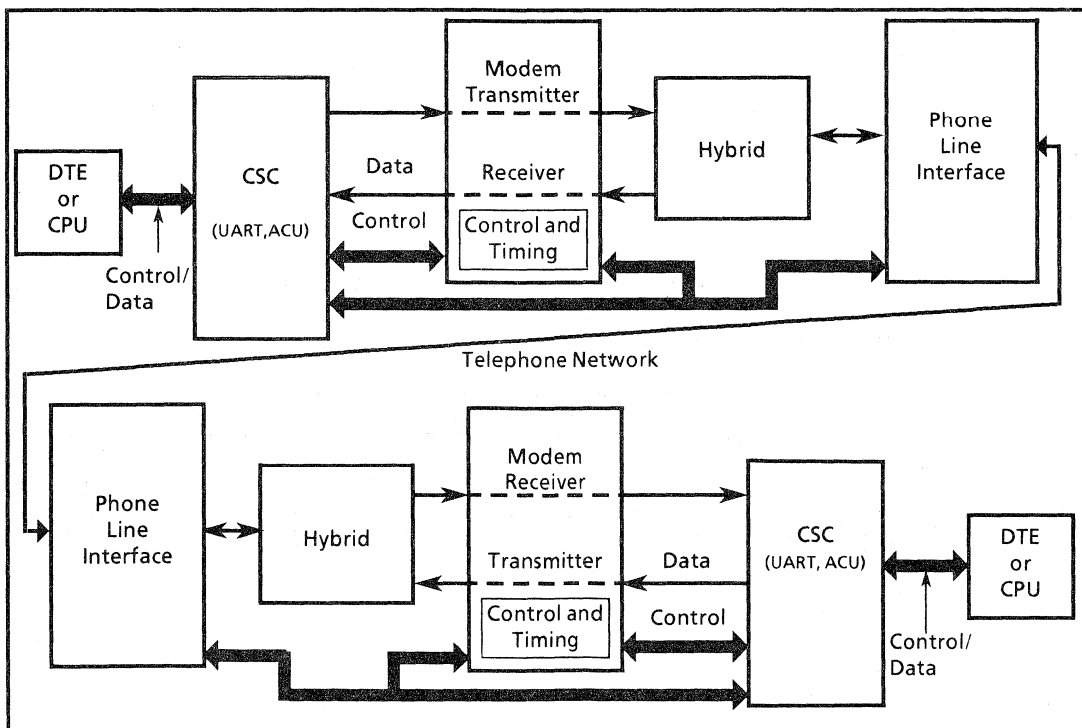 Modem
Transmitter
Receiver
Control and
Timing
Hybrid
Phone
Line
Interface
DTE
or
CPU
CSC
(UART,ACU)
Data
Control
Control/
Data
Telephone Network
Phone
Line
Interface
Hybrid
Modem
Receiver
Transmitter
Control and
Timing
Data
Control
CSC
(UART, ACU)
DTE
or
CPU
Control/
Data